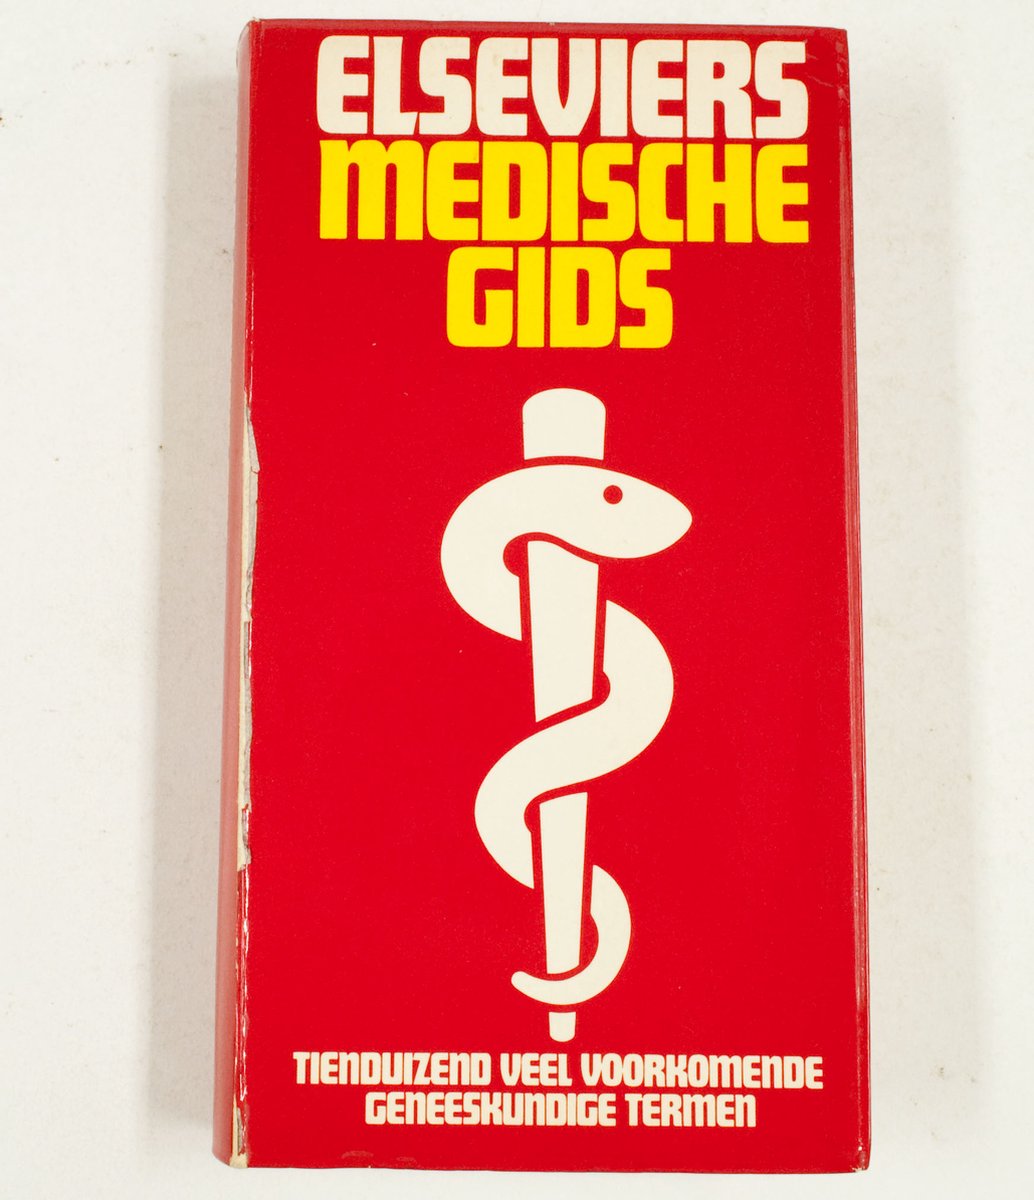 ELSEVIERS
MEDISCHE
GIDS
TIENDUIZEND VEEL VOORKOMENDE
GENEESKUNDIGE TERMEN